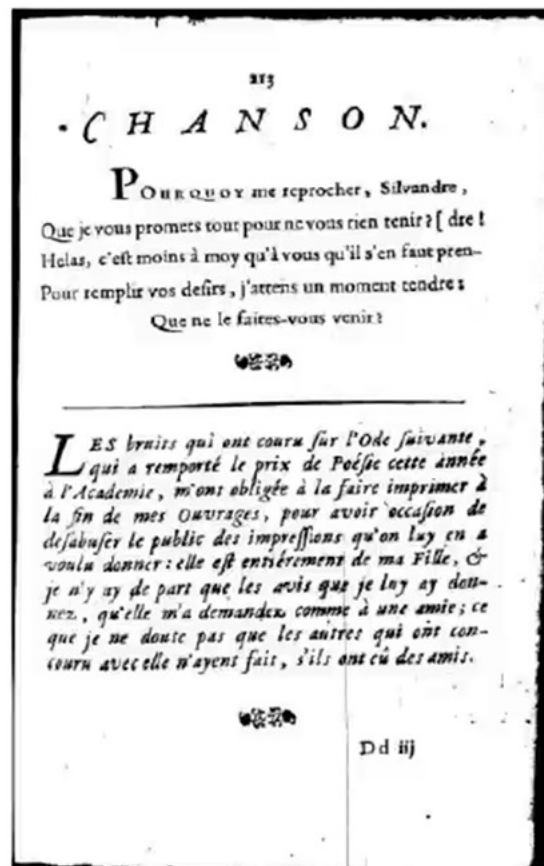 213
CHANSON.
POURQUOY me reprocher, Silvandre,
Que je vous promets tout pour ne vous rien tenir? [ dre!
Helas, c'est moins à moy qu'à vous qu'il s'en faut pren-
Pour remplir vos desirs, j'attens un moment tendre:
Que ne le faites-vous venir?
LES bruits qui ont couru ſur l'Ode ſuivante,
qui a remporté le prix de Poéſie cette année
à l'Academie, m'ont obligée à la faire imprimer à
la fin de mes Ouvrages, pour avoir occaſion de
deſabuſer le public des impreſſions qu'on luy en a
voulu donner: elle eſt entiérement de ma Fille, &
je n'y ay de part que les avis que je luy ay don-
nez, qu'elle m'a demandez comme à une amie; ce
que je ne doute pas que les autres qui ont con-
couru avec elle n'ayent fait, s'ils ont eû des amis.
Dd iij